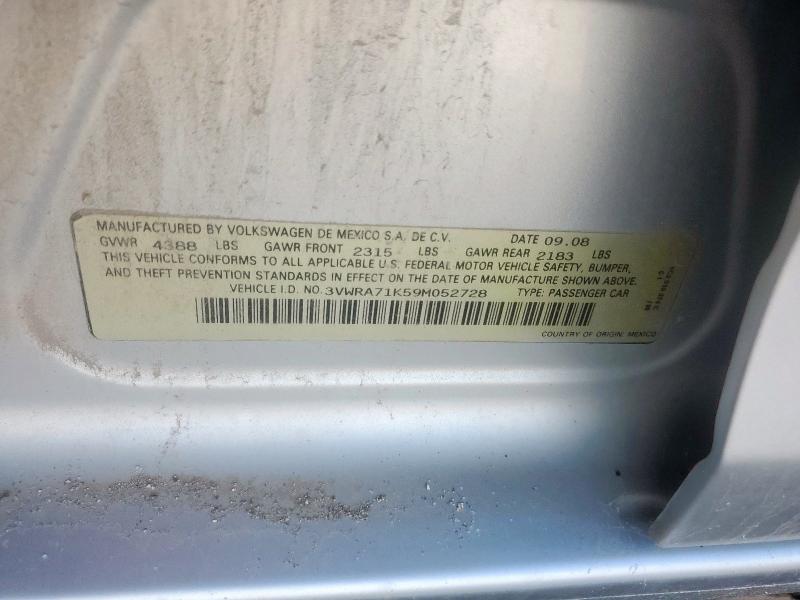 MANUFACTURED BY VOLKSWAGEN DE MEXICO S.A. DE C.V. DATE 09.08
GVWR 4388 LBS GAWR FRONT 2315 LBS GAWR REAR 2183 LBS
THIS VEHICLE CONFORMS TO ALL APPLICABLE U.S. FEDERAL MOTOR VEHICLE SAFETY, BUMPER,
AND THEFT PREVENTION STANDARDS IN EFFECT ON THE DATE OF MANUFACTURE SHOWN ABOVE.
VEHICLE I.D. NO. 3VWRA71K59M052728 TYPE: PASSENGER CAR
COUNTRY OF ORIGIN: MEXICO